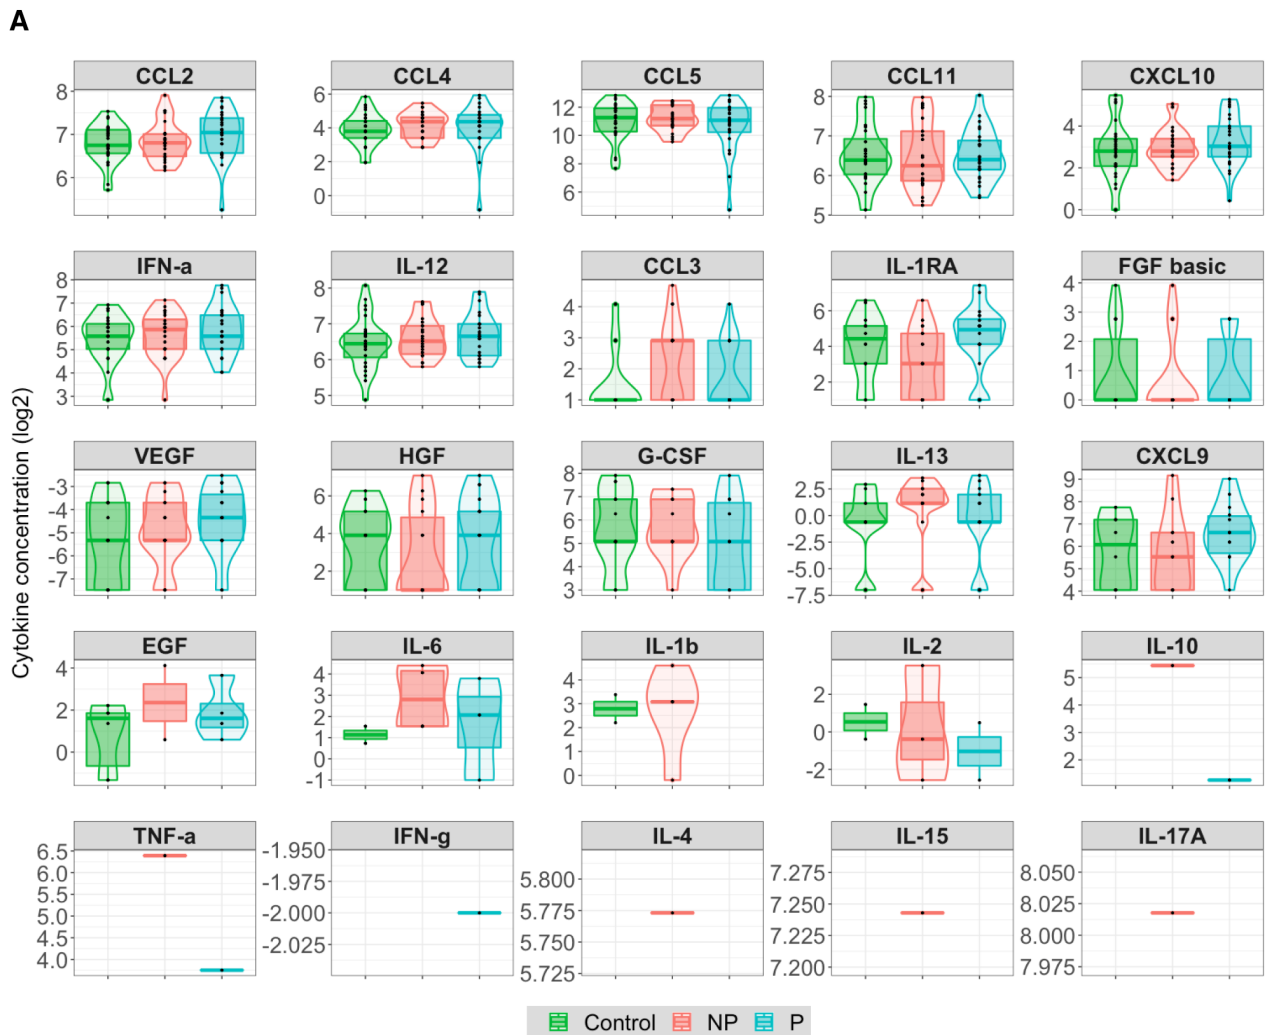 A
CCL2 CCL4 CCL5 CCL11 CXCL10
8 7 6
6 4 2 0
12 10 8 6
8 7 6 5
4 2 0
IFN-a IL-12 CCL3 IL-1RA FGF basic
8 7 6 5 4 3
8 7 6 5
4 3 2 1
6 4 2
4 3 2 1 0
Cytokine concentration (log2)
VEGF HGF G-CSF IL-13 CXCL9
-3 -4 -5 -6 -7
6 4 2
8 7 6 5 4 3
2.5 0.0 -2.5 -5.0 -7.5
9 8 7 6 5 4
EGF IL-6 IL-1b IL-2 IL-10
4 2 0
4 3 2 1 0 -1
4 3 2 1 0
2 0 -2
5 4 3 2
TNF-a IFN-g IL-4 IL-15 IL-17A
6.5 6.0 5.5 5.0 4.5 4.0
-1.950 -1.975 -2.000 -2.025
5.800 5.775 5.750 5.725
7.275 7.250 7.225 7.200
8.050 8.025 8.000 7.975
Control NP P